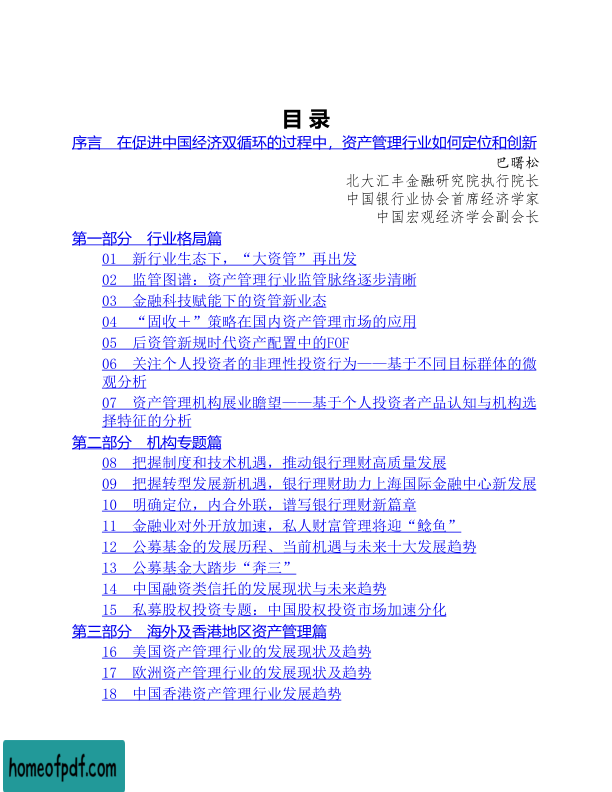 目 录
序言　在促进中国经济双循环的过程中，资产管理行业如何定位和创新
巴曙松
北大汇丰金融研究院执行院长
中国银行业协会首席经济学家
中国宏观经济学会副会长
第一部分　行业格局篇
01　新行业生态下，“大资管”再出发
02　监管图谱：资产管理行业监管脉络逐步清晰
03　金融科技赋能下的资管新业态
04　“固收＋”策略在国内资产管理市场的应用
05　后资管新规时代资产配置中的FOF
06　关注个人投资者的非理性投资行为——基于不同目标群体的微
观分析
07　资产管理机构展业瞻望——基于个人投资者产品认知与机构选
择特征的分析
第二部分　机构专题篇
08　把握制度和技术机遇，推动银行理财高质量发展
09　把握转型发展新机遇，银行理财助力上海国际金融中心新发展
10　明确定位，内合外联，谱写银行理财新篇章
11　金融业对外开放加速，私人财富管理将迎“鲶鱼”
12　公募基金的发展历程、当前机遇与未来十大发展趋势
13　公募基金大踏步“奔三”
14　中国融资类信托的发展现状与未来趋势
15　私募股权投资专题：中国股权投资市场加速分化
第三部分　海外及香港地区资产管理篇
16　美国资产管理行业的发展现状及趋势
17　欧洲资产管理行业的发展现状及趋势
18　中国香港资产管理行业发展趋势
homeofpdf.com